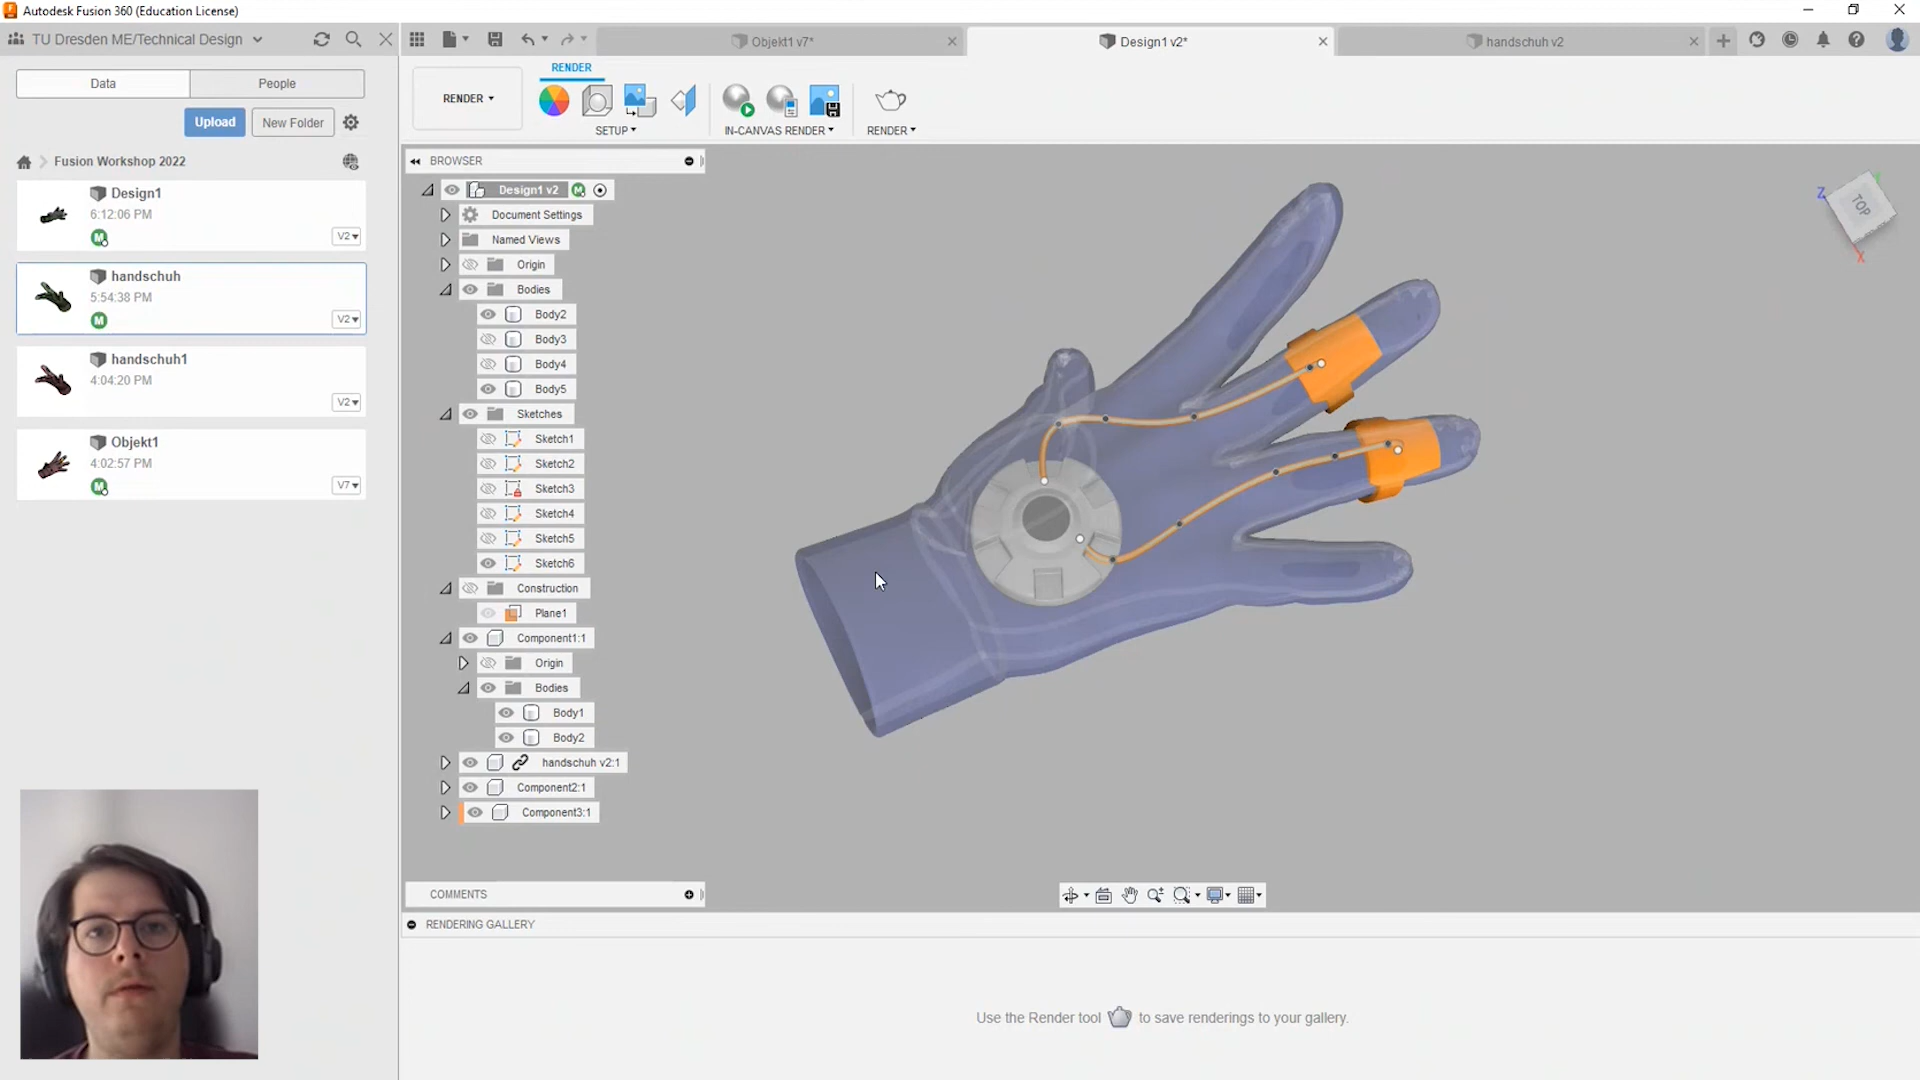 Autodesk Fusion 360 (Education License)
TU Dresden ME/Technical Design
Objekt1 v7*
Design1 v2*
handschuh v2
Data
People
RENDER
RENDER
Upload
New Folder
SETUP
IN-CANVAS RENDER
RENDER
Fusion Workshop 2022
BROWSER
Design1
6:12:06 PM
M
V2
handschuh
5:54:38 PM
M
V2
handschuh1
4:04:20 PM
V2
Objekt1
4:02:57 PM
M
V7
Design1 v2
M
Document Settings
Named Views
Origin
Bodies
Body2
Body3
Body4
Body5
Sketches
Sketch1
Sketch2
Sketch3
Sketch4
Sketch5
Sketch6
Construction
Plane1
Component1:1
Origin
Bodies
Body1
Body2
handschuh v2:1
Component2:1
Component3:1
Z
Y
TOP
X
COMMENTS
RENDERING GALLERY
Use the Render tool to save renderings to your gallery.